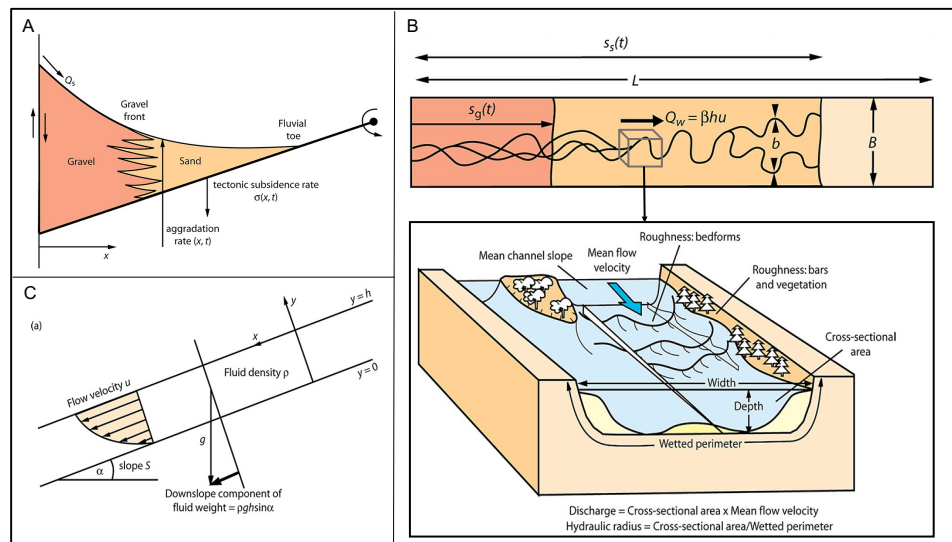 A
Qs
Gravel
front
Fluvial
toe
Gravel
Sand
tectonic subsidence rate
σ(x, t)
aggradation
rate (x, t)
x
B
ss(t)
L
sg(t)
Qw = βhu
b
B
Mean channel slope
Mean flow
velocity
Roughness: bedforms
Roughness: bars
and vegetation
Cross-sectional
area
Width
Depth
Wetted perimeter
Discharge = Cross-sectional area x Mean flow velocity
Hydraulic radius = Cross-sectional area/Wetted perimeter
C
(a)
y
y = h
x
Fluid density ρ
y = 0
Flow velocity u
g
α
slope S
Downslope component of
fluid weight = ρghsinα